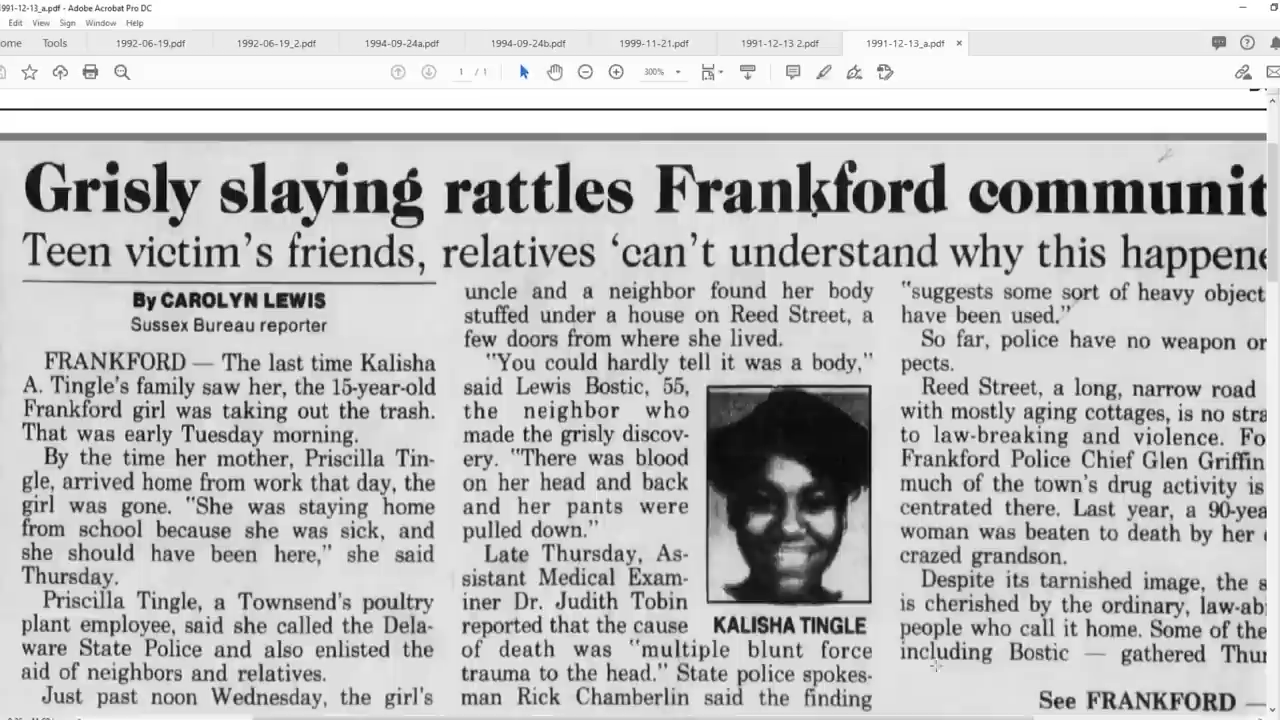 1991-12-13_a.pdf - Adobe Acrobat Pro DC
Edit View Sign Window Help
ome Tools 1992-06-19.pdf 1992-06-19_2.pdf 1994-09-24a.pdf 1994-09-24b.pdf 1999-11-21.pdf 1991-12-13 2.pdf 1991-12-13_a.pdf ×
1 / 1 300%
Grisly slaying rattles Frankford communit
Teen victim's friends, relatives 'can't understand why this happene
By CAROLYN LEWIS
Sussex Bureau reporter
FRANKFORD — The last time Kalisha
A. Tingle's family saw her, the 15-year-old
Frankford girl was taking out the trash.
That was early Tuesday morning.
By the time her mother, Priscilla Tin-
gle, arrived home from work that day, the
girl was gone. "She was staying home
from school because she was sick, and
she should have been here," she said
Thursday.
Priscilla Tingle, a Townsend's poultry
plant employee, said she called the Dela-
ware State Police and also enlisted the
aid of neighbors and relatives.
Just past noon Wednesday, the girl's
uncle and a neighbor found her body
stuffed under a house on Reed Street, a
few doors from where she lived.
"You could hardly tell it was a body,"
said Lewis Bostic, 55,
the neighbor who
made the grisly discov-
ery. "There was blood
on her head and back
and her pants were
pulled down."
Late Thursday, As-
sistant Medical Exam-
iner Dr. Judith Tobin
reported that the cause
of death was "multiple blunt force
trauma to the head." State police spokes-
man Rick Chamberlin said the finding
KALISHA TINGLE
"suggests some sort of heavy object
have been used."
So far, police have no weapon or
pects.
Reed Street, a long, narrow road
with mostly aging cottages, is no stra
to law-breaking and violence. Fo
Frankford Police Chief Glen Griffin
much of the town's drug activity is
centrated there. Last year, a 90-yea
woman was beaten to death by her
crazed grandson.
Despite its tarnished image, the s
is cherished by the ordinary, law-ab
people who call it home. Some of the
including Bostic — gathered Thur
See FRANKFORD —